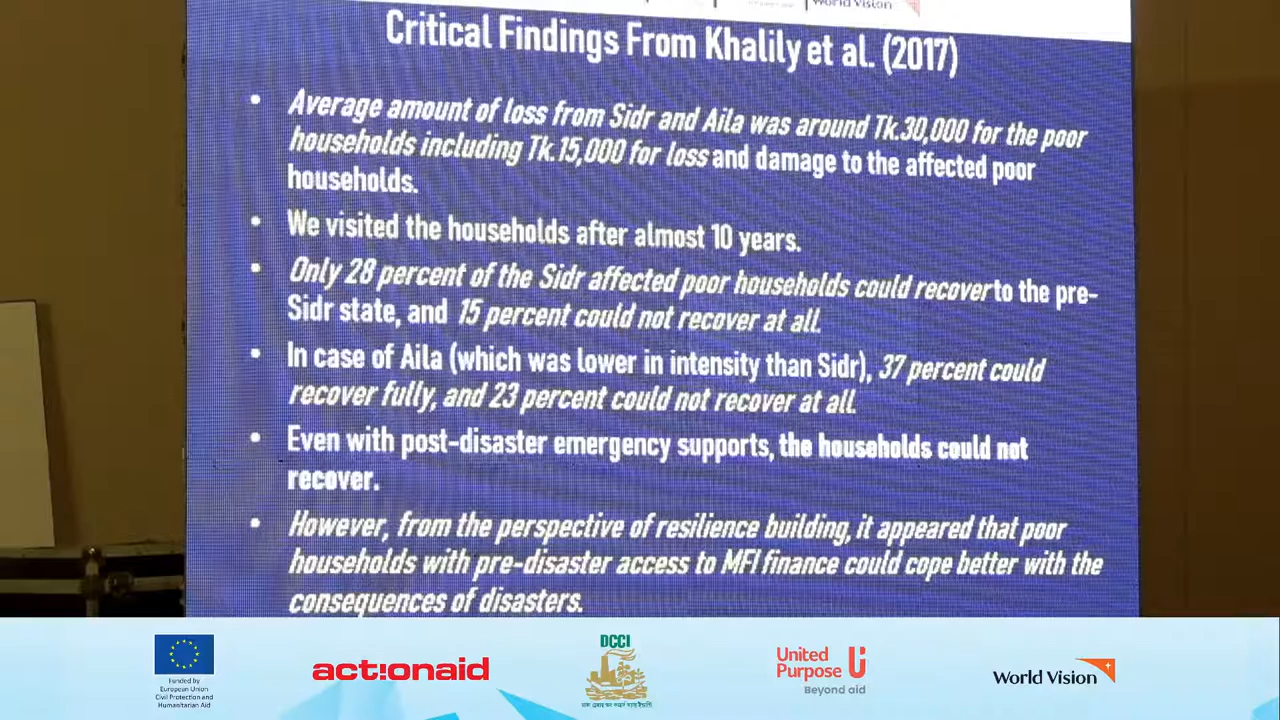 World Vision
Critical Findings From Khalily et al. (2017)
• Average amount of loss from Sidr and Aila was around Tk.30,000 for the poor
households including Tk.15,000 for loss and damage to the affected poor
households.
• We visited the households after almost 10 years.
• Only 28 percent of the Sidr affected poor households could recover to the pre-
Sidr state, and 15 percent could not recover at all.
• In case of Aila (which was lower in intensity than Sidr), 37 percent could
recover fully, and 23 percent could not recover at all.
• Even with post-disaster emergency supports, the households could not
recover.
• However, from the perspective of resilience building, it appeared that poor
households with pre-disaster access to MFI finance could cope better with the
consequences of disasters.
Funded by
European Union
Civil Protection and
Humanitarian Aid
act!onaid
DCCI
United
Purpose
Beyond aid
World Vision